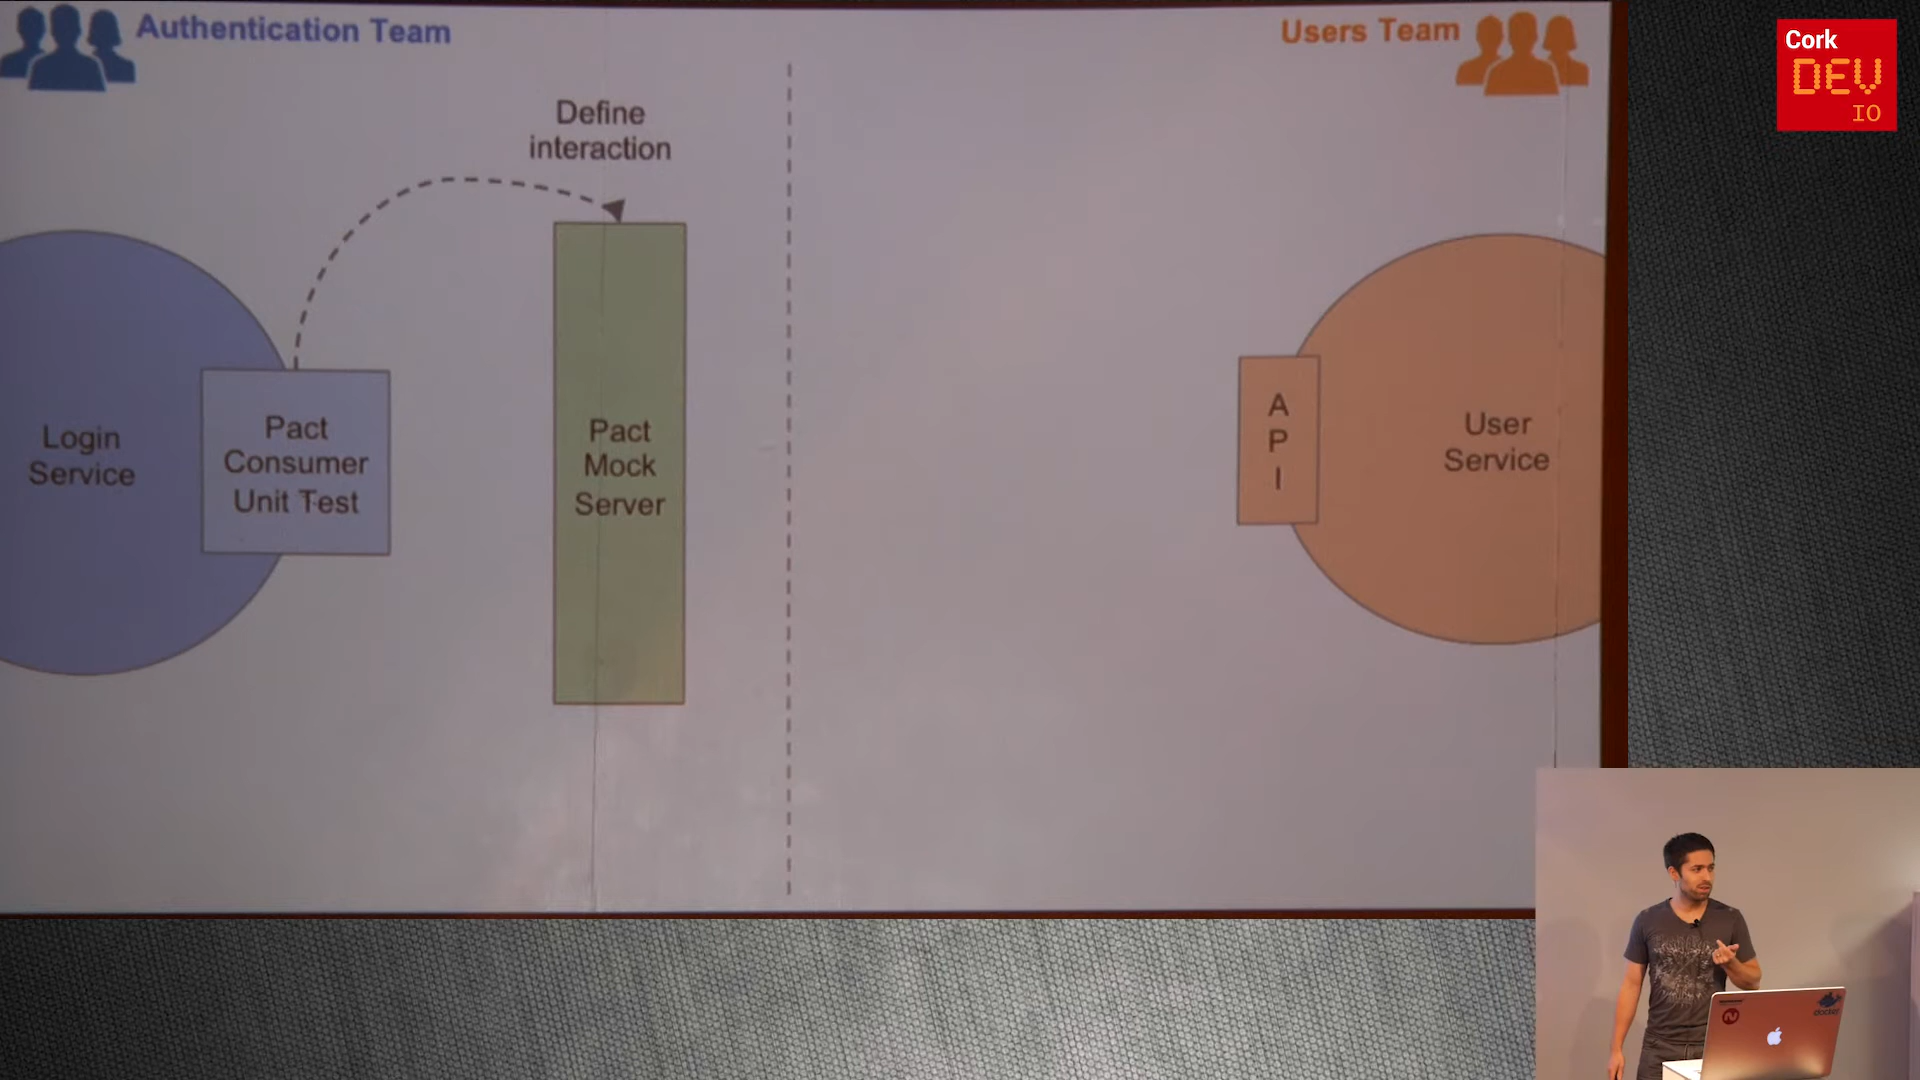 Authentication Team
Users Team
Cork
DEV
IO
Define
interaction
Login
Service
Pact
Consumer
Unit Test
Pact
Mock
Server
A
P
I
User
Service
docker